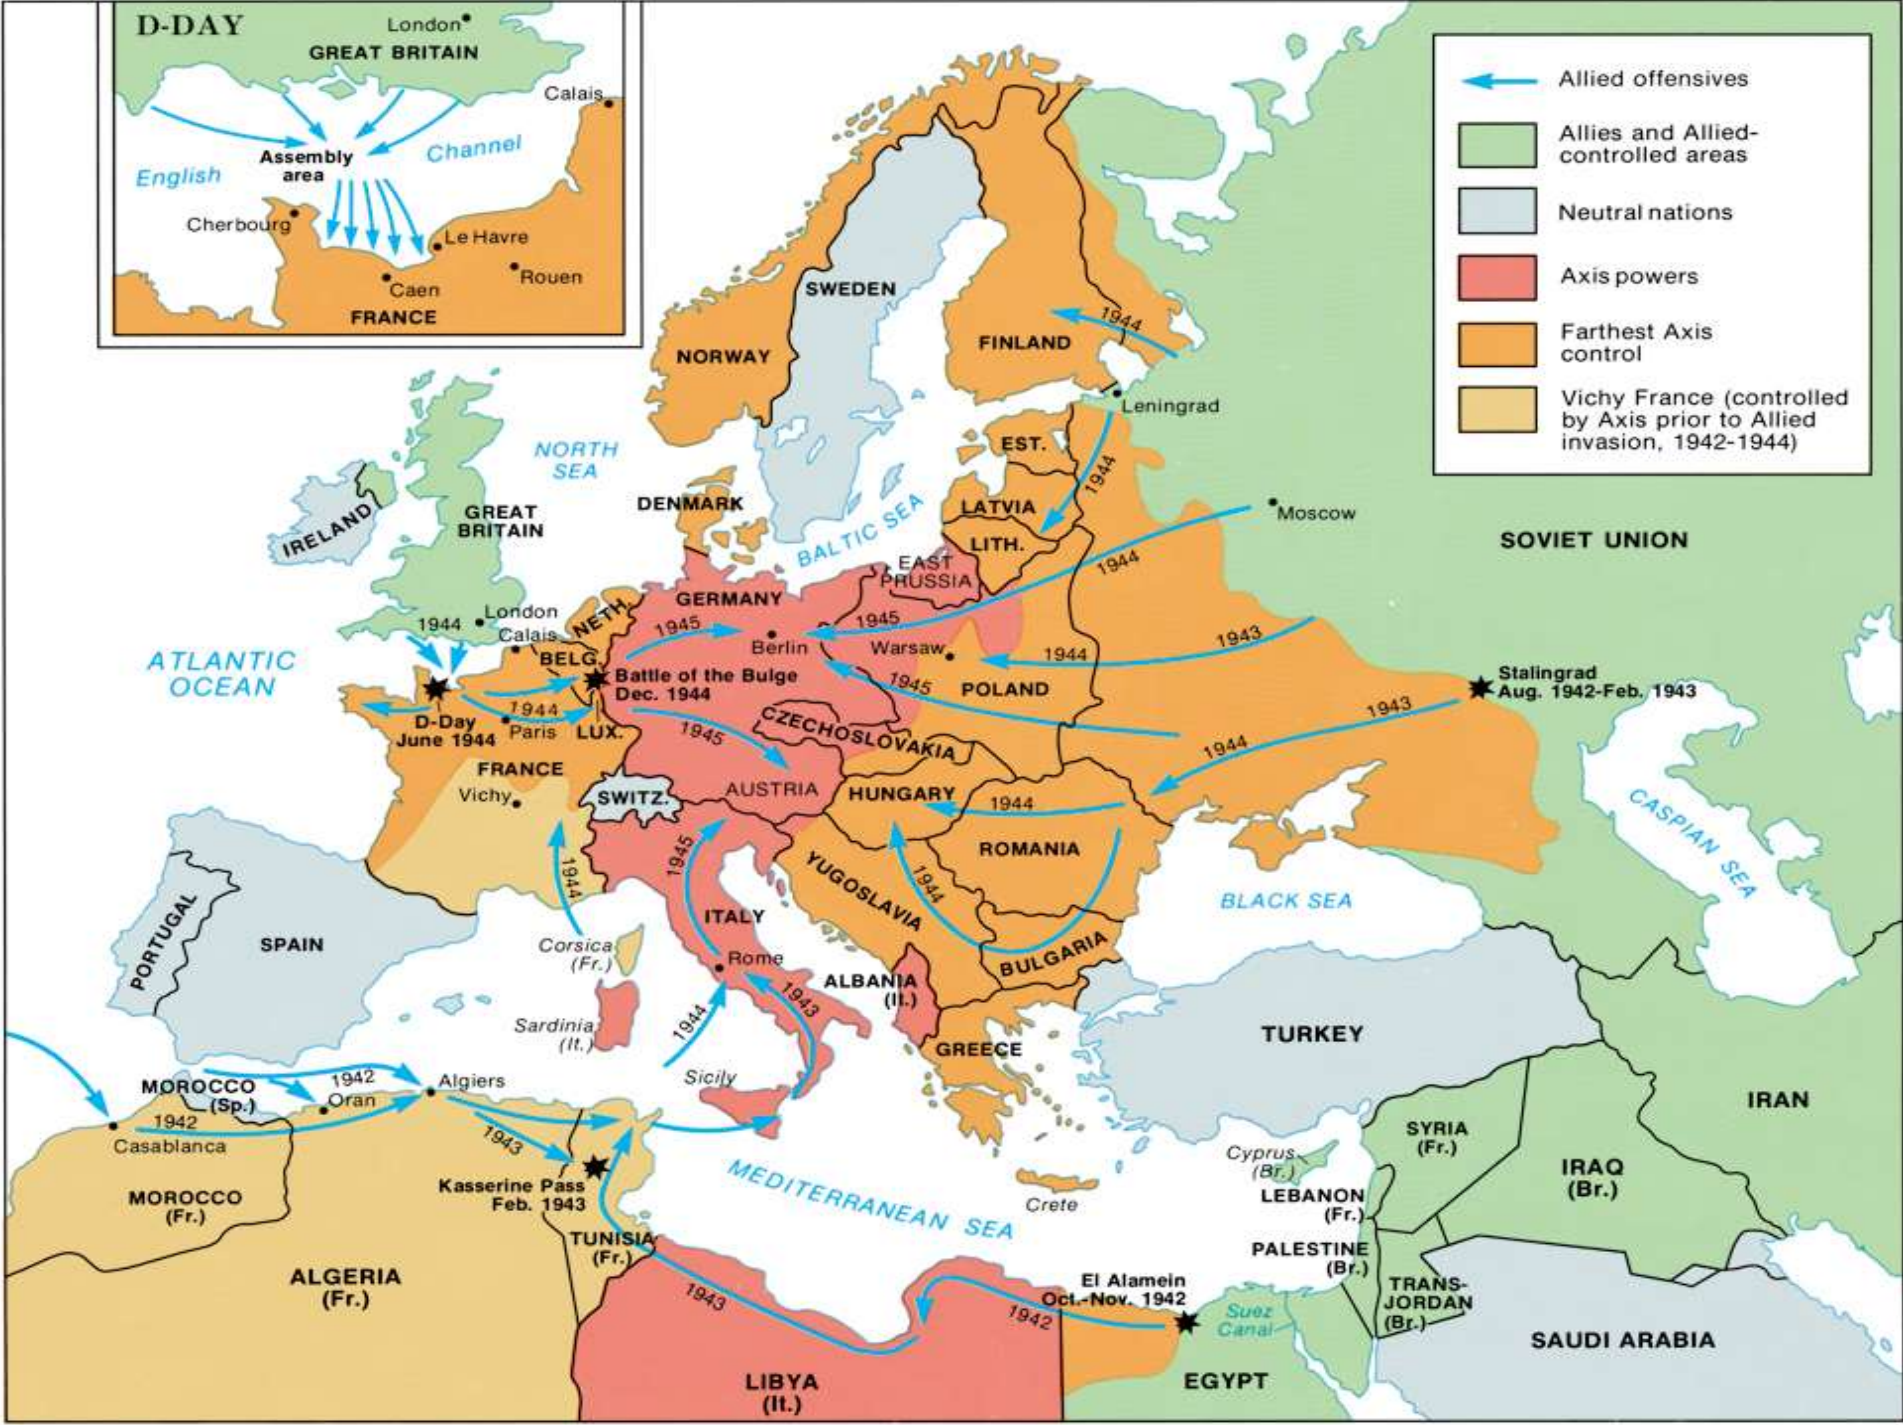 D-DAY
London
GREAT BRITAIN
Calais
English
Channel
Assembly
area
Cherbourg
Le Havre
Caen
Rouen
FRANCE
Allied offensives
Allies and Allied-
controlled areas
Neutral nations
Axis powers
Farthest Axis
control
Vichy France (controlled
by Axis prior to Allied
invasion, 1942-1944)
SWEDEN
NORWAY
FINLAND
1944
Leningrad
NORTH
SEA
EST.
1944
DENMARK
LATVIA
BALTIC SEA
LITH.
Moscow
SOVIET UNION
IRELAND
GREAT
BRITAIN
EAST
PRUSSIA
1944
GERMANY
NETH.
London
1944
Calais
1945
1945
Berlin
Warsaw
1944
1943
ATLANTIC
OCEAN
BELG.
Battle of the Bulge
Dec. 1944
1945
POLAND
Stalingrad
Aug. 1942-Feb. 1943
1943
D-Day
June 1944
1944
Paris
LUX.
1945
CZECHOSLOVAKIA
1944
FRANCE
Vichy
SWITZ.
AUSTRIA
HUNGARY
1944
ROMANIA
CASPIAN SEA
1944
1945
YUGOSLAVIA
1944
BLACK SEA
PORTUGAL
SPAIN
ITALY
Corsica
(Fr.)
Rome
BULGARIA
ALBANIA
(It.)
1943
Sardinia
(It.)
1944
GREECE
TURKEY
Sicily
MOROCCO
(Sp.)
1942
Oran
Algiers
1942
Casablanca
1943
IRAN
SYRIA
(Fr.)
Cyprus
(Br.)
IRAQ
(Br.)
Kasserine Pass
Feb. 1943
MEDITERRANEAN SEA
Crete
LEBANON
(Fr.)
MOROCCO
(Fr.)
TUNISIA
(Fr.)
PALESTINE
(Br.)
ALGERIA
(Fr.)
1943
El Alamein
Oct.-Nov. 1942
1942
Suez
Canal
TRANS-
JORDAN
(Br.)
SAUDI ARABIA
LIBYA
(It.)
EGYPT